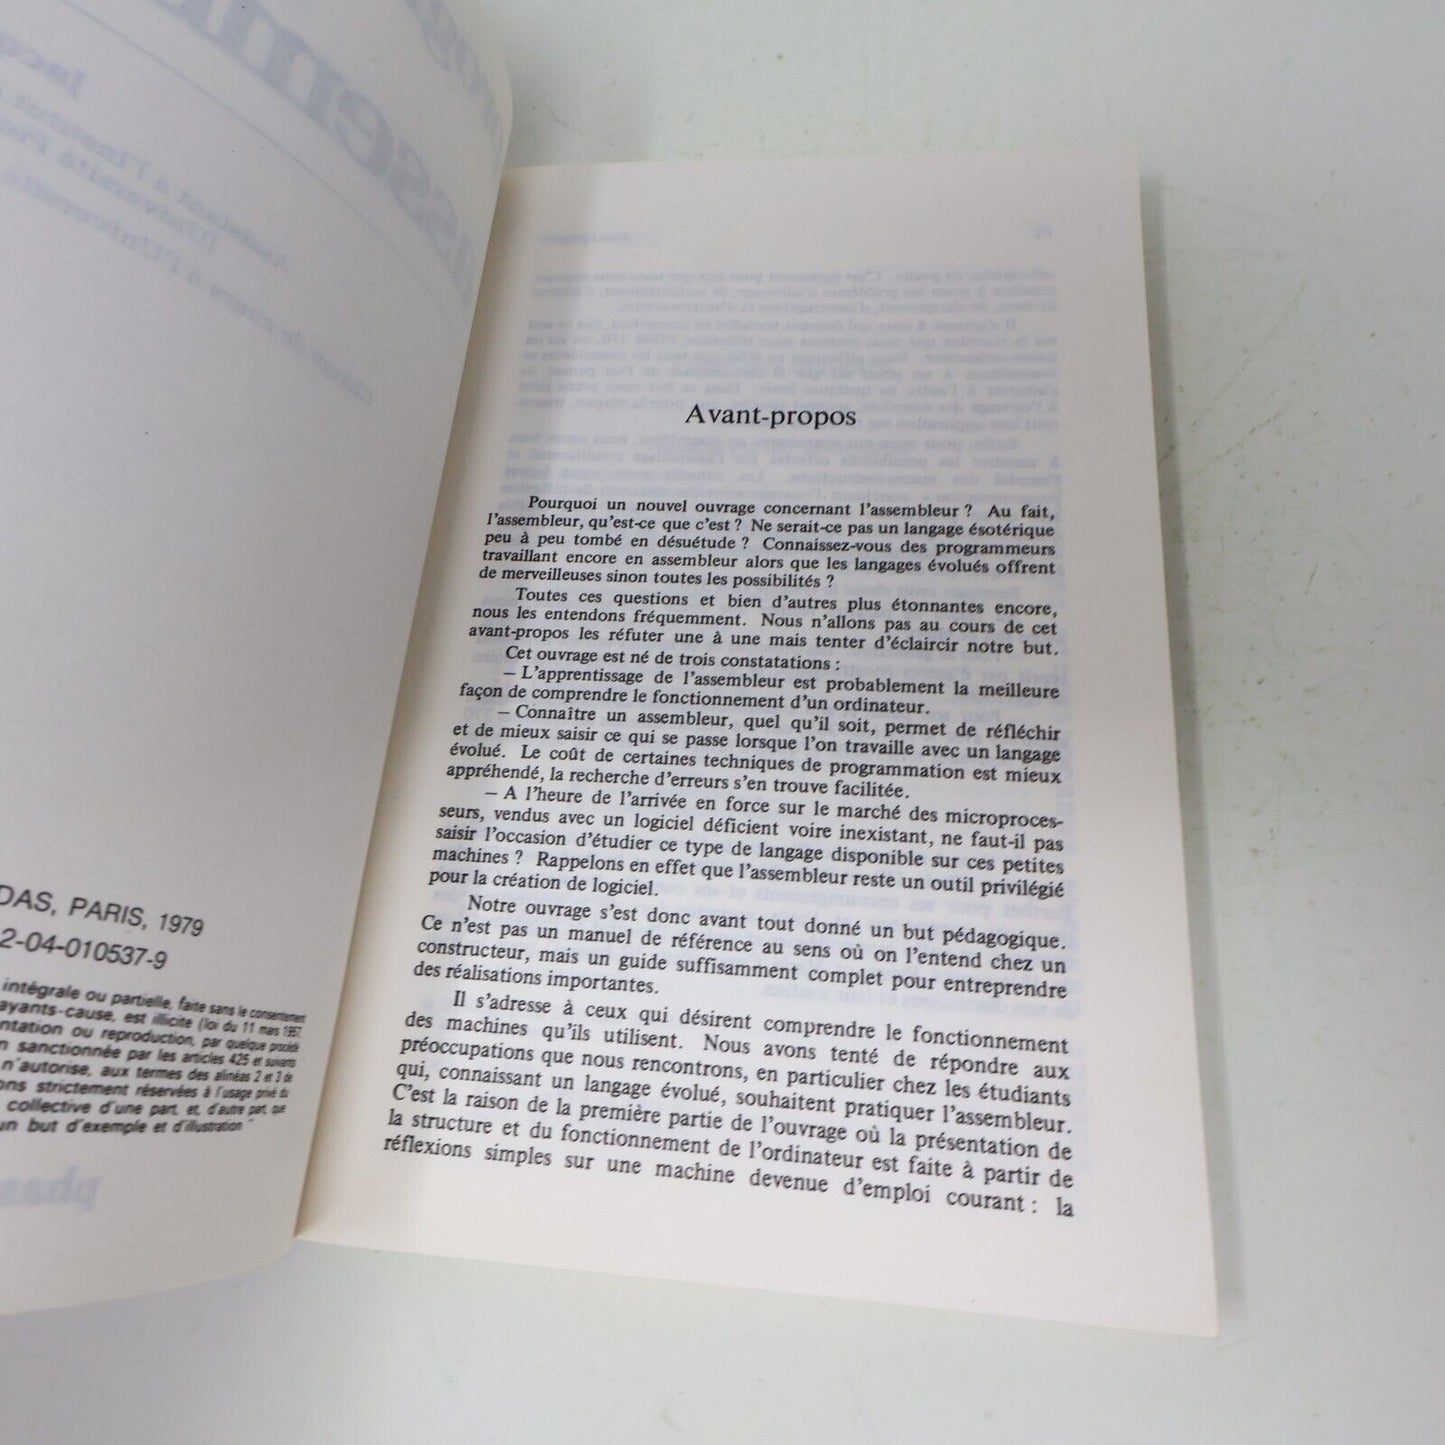 DAS, PARIS, 1979
2-04-010537-9
intégrale ou partielle, faite sans le consentement
ayants-cause, est illicite (loi du 11 mars 1957,
ntation ou reproduction, par quelque procédé
n sanctionnée par les articles 425 et suivants
n'autorise, aux termes des alinéas 2 et 3 de
ons strictement réservées à l'usage privé du
collective d'une part, et, d'autre part, que
un but d'exemple et d'illustration
Avant-propos
Pourquoi un nouvel ouvrage concernant l'assembleur ? Au fait,
l'assembleur, qu'est-ce que c'est ? Ne serait-ce pas un langage ésotérique
peu à peu tombé en désuétude ? Connaissez-vous des programmeurs
travaillant encore en assembleur alors que les langages évolués offrent
de merveilleuses sinon toutes les possibilités ?
Toutes ces questions et bien d'autres plus étonnantes encore,
nous les entendons fréquemment. Nous n'allons pas au cours de cet
avant-propos les réfuter une à une mais tenter d'éclaircir notre but.
Cet ouvrage est né de trois constatations :
– L'apprentissage de l'assembleur est probablement la meilleure
façon de comprendre le fonctionnement d'un ordinateur.
– Connaître un assembleur, quel qu'il soit, permet de réfléchir
et de mieux saisir ce qui se passe lorsque l'on travaille avec un langage
évolué. Le coût de certaines techniques de programmation est mieux
appréhendé, la recherche d'erreurs s'en trouve facilitée.
– A l'heure de l'arrivée en force sur le marché des microproces-
seurs, vendus avec un logiciel déficient voire inexistant, ne faut-il pas
saisir l'occasion d'étudier ce type de langage disponible sur ces petites
machines ? Rappelons en effet que l'assembleur reste un outil privilégié
pour la création de logiciel.
Notre ouvrage s'est donc avant tout donné un but pédagogique.
Ce n'est pas un manuel de référence au sens où on l'entend chez un
constructeur, mais un guide suffisamment complet pour entreprendre
des réalisations importantes.
Il s'adresse à ceux qui désirent comprendre le fonctionnement
des machines qu'ils utilisent. Nous avons tenté de répondre aux
préoccupations que nous rencontrons, en particulier chez les étudiants
qui, connaissant un langage évolué, souhaitent pratiquer l'assembleur.
C'est la raison de la première partie de l'ouvrage où la présentation de
la structure et du fonctionnement de l'ordinateur est faite à partir de
réflexions simples sur une machine devenue d'emploi courant : la